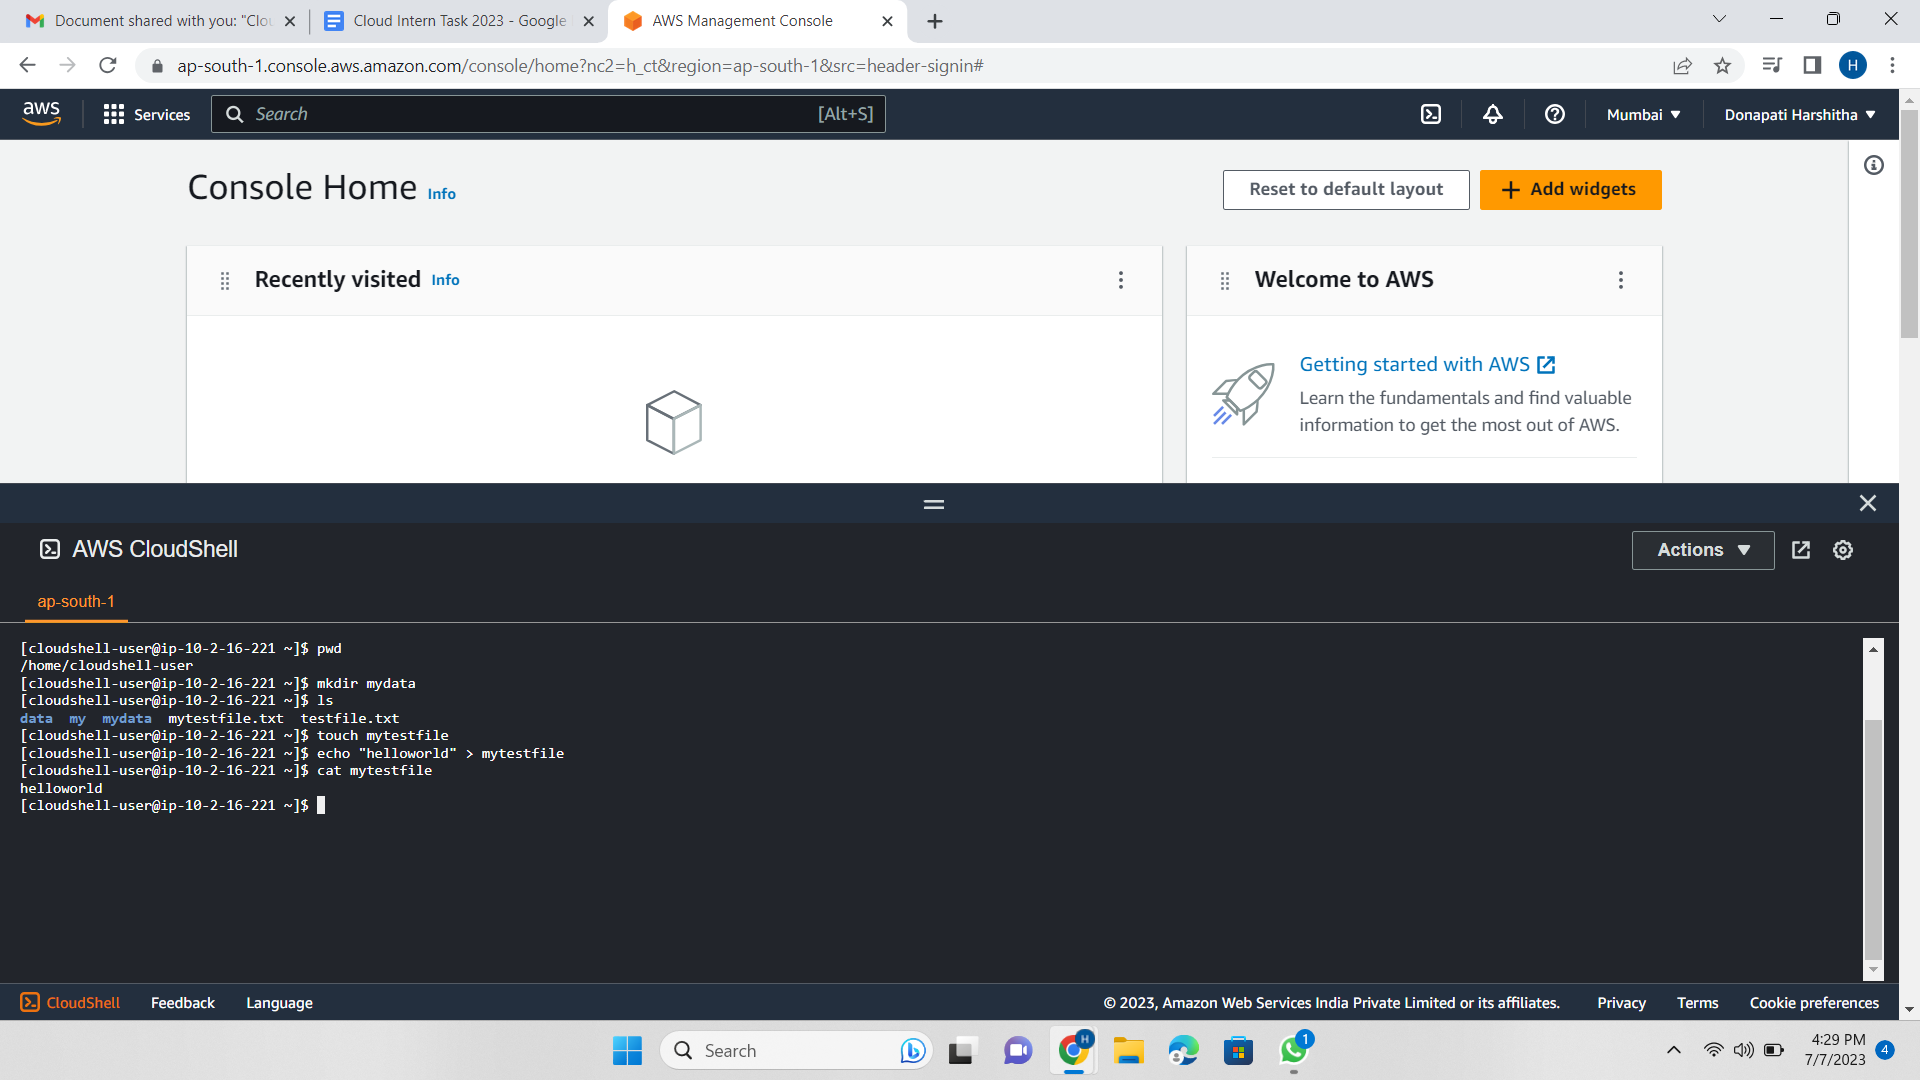 Document shared with you: "Clou
Cloud Intern Task 2023 - Google
AWS Management Console
ap-south-1.console.aws.amazon.com/console/home?nc2=h_ct&region=ap-south-1&src=header-signin#
H
aws
Services
Search
[Alt+S]
Mumbai
Donapati Harshitha
Console Home Info
Reset to default layout
Add widgets
Recently visited Info
Welcome to AWS
Getting started with AWS
Learn the fundamentals and find valuable
information to get the most out of AWS.
AWS CloudShell
Actions
ap-south-1
[cloudshell-user@ip-10-2-16-221 ~]$ pwd
/home/cloudshell-user
[cloudshell-user@ip-10-2-16-221 ~]$ mkdir mydata
[cloudshell-user@ip-10-2-16-221 ~]$ ls
data my mydata mytestfile.txt testfile.txt
[cloudshell-user@ip-10-2-16-221 ~]$ touch mytestfile
[cloudshell-user@ip-10-2-16-221 ~]$ echo "helloworld" > mytestfile
[cloudshell-user@ip-10-2-16-221 ~]$ cat mytestfile
helloworld
[cloudshell-user@ip-10-2-16-221 ~]$
CloudShell
Feedback
Language
© 2023, Amazon Web Services India Private Limited or its affiliates.
Privacy
Terms
Cookie preferences
Search
H
1
4:29 PM
7/7/2023
4